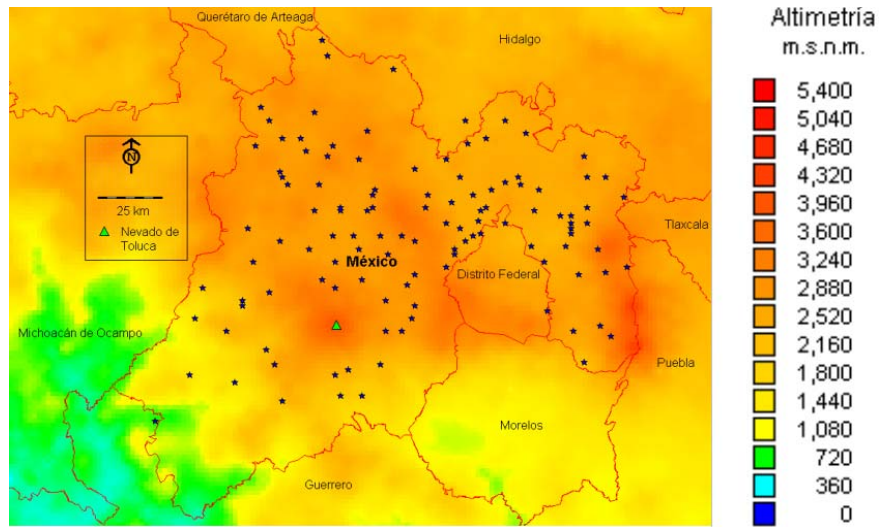 Querétaro de Arteaga
Hidalgo
N
25 km
Nevado de
Toluca
México
Distrito Federal
Tlaxcala
Michoacán de Ocampo
Puebla
Morelos
Guerrero
Altimetría
m.s.n.m.
5,400
5,040
4,680
4,320
3,960
3,600
3,240
2,880
2,520
2,160
1,800
1,440
1,080
720
360
0